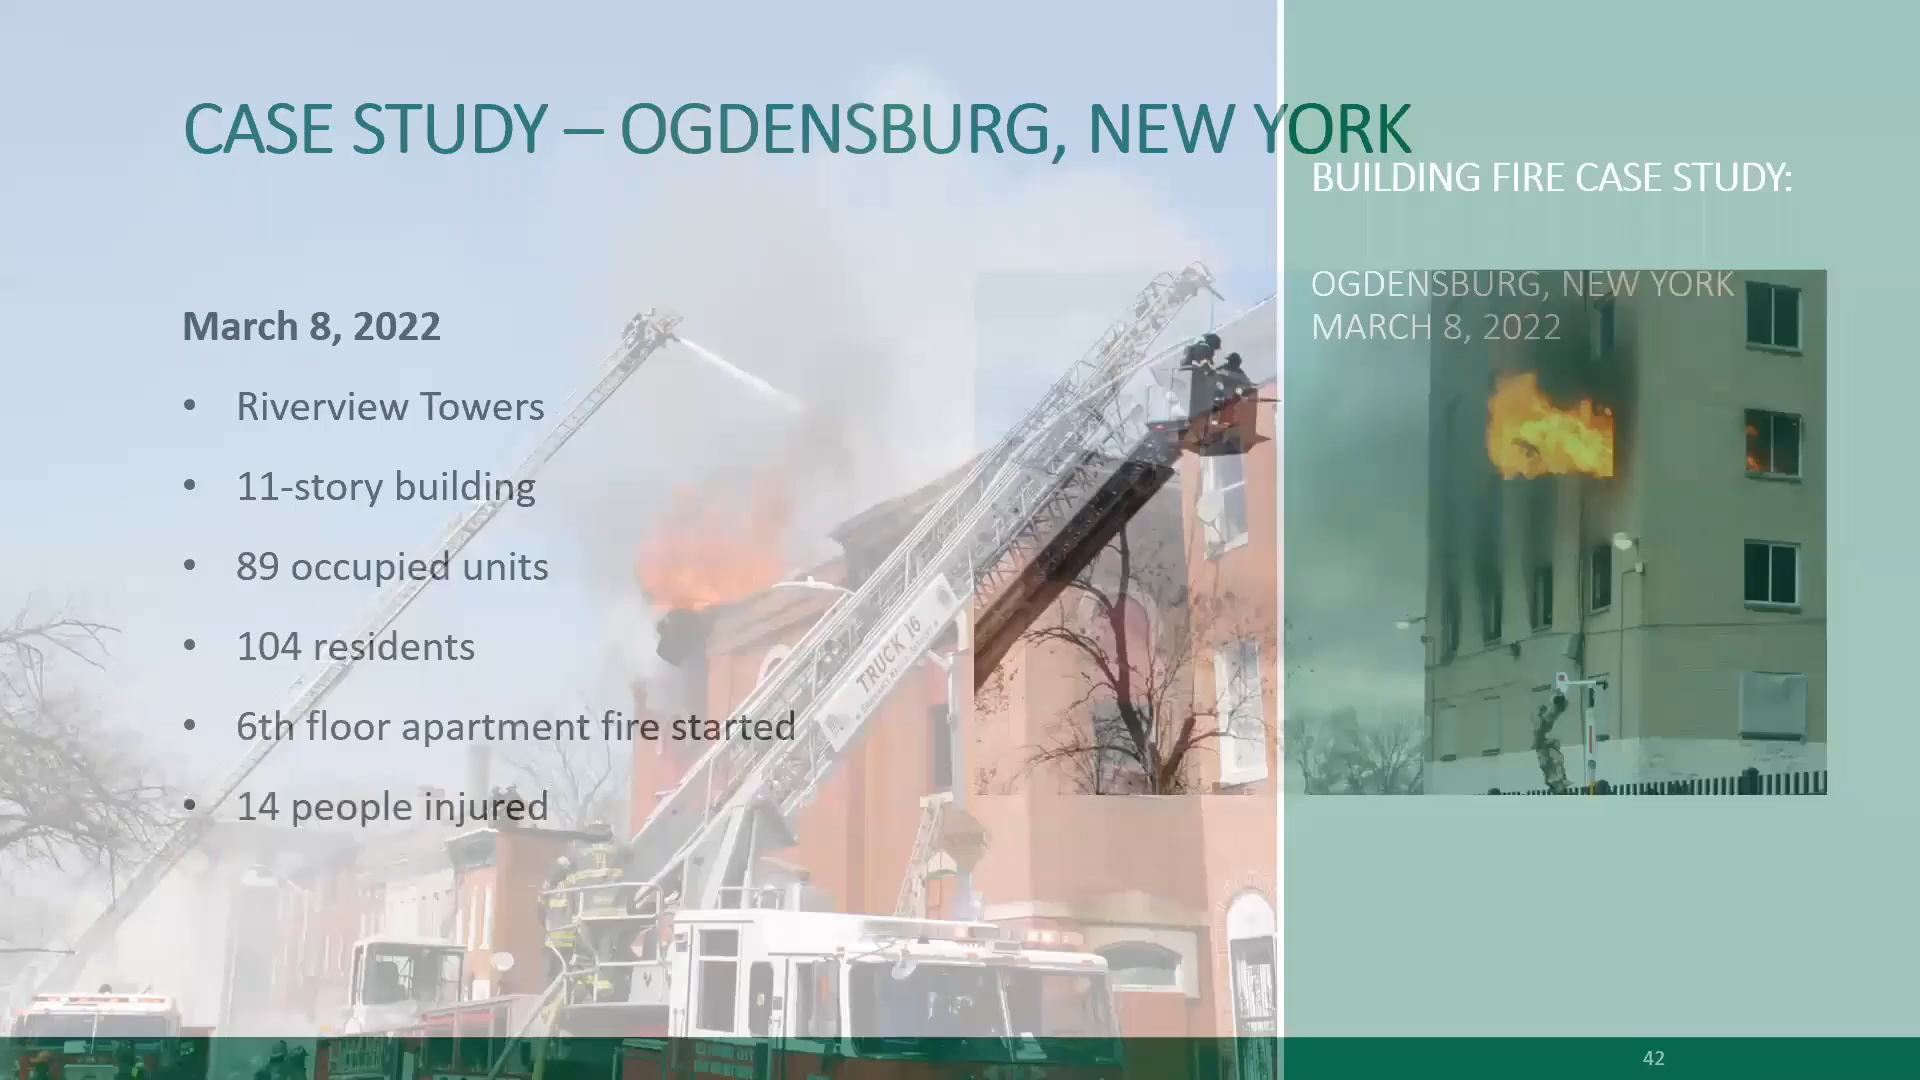 CASE STUDY – OGDENSBURG, NEW YORK
BUILDING FIRE CASE STUDY:
OGDENSBURG, NEW YORK
MARCH 8, 2022
March 8, 2022
• Riverview Towers
• 11-story building
• 89 occupied units
• 104 residents
• 6th floor apartment fire started
• 14 people injured
TRUCK 16
42